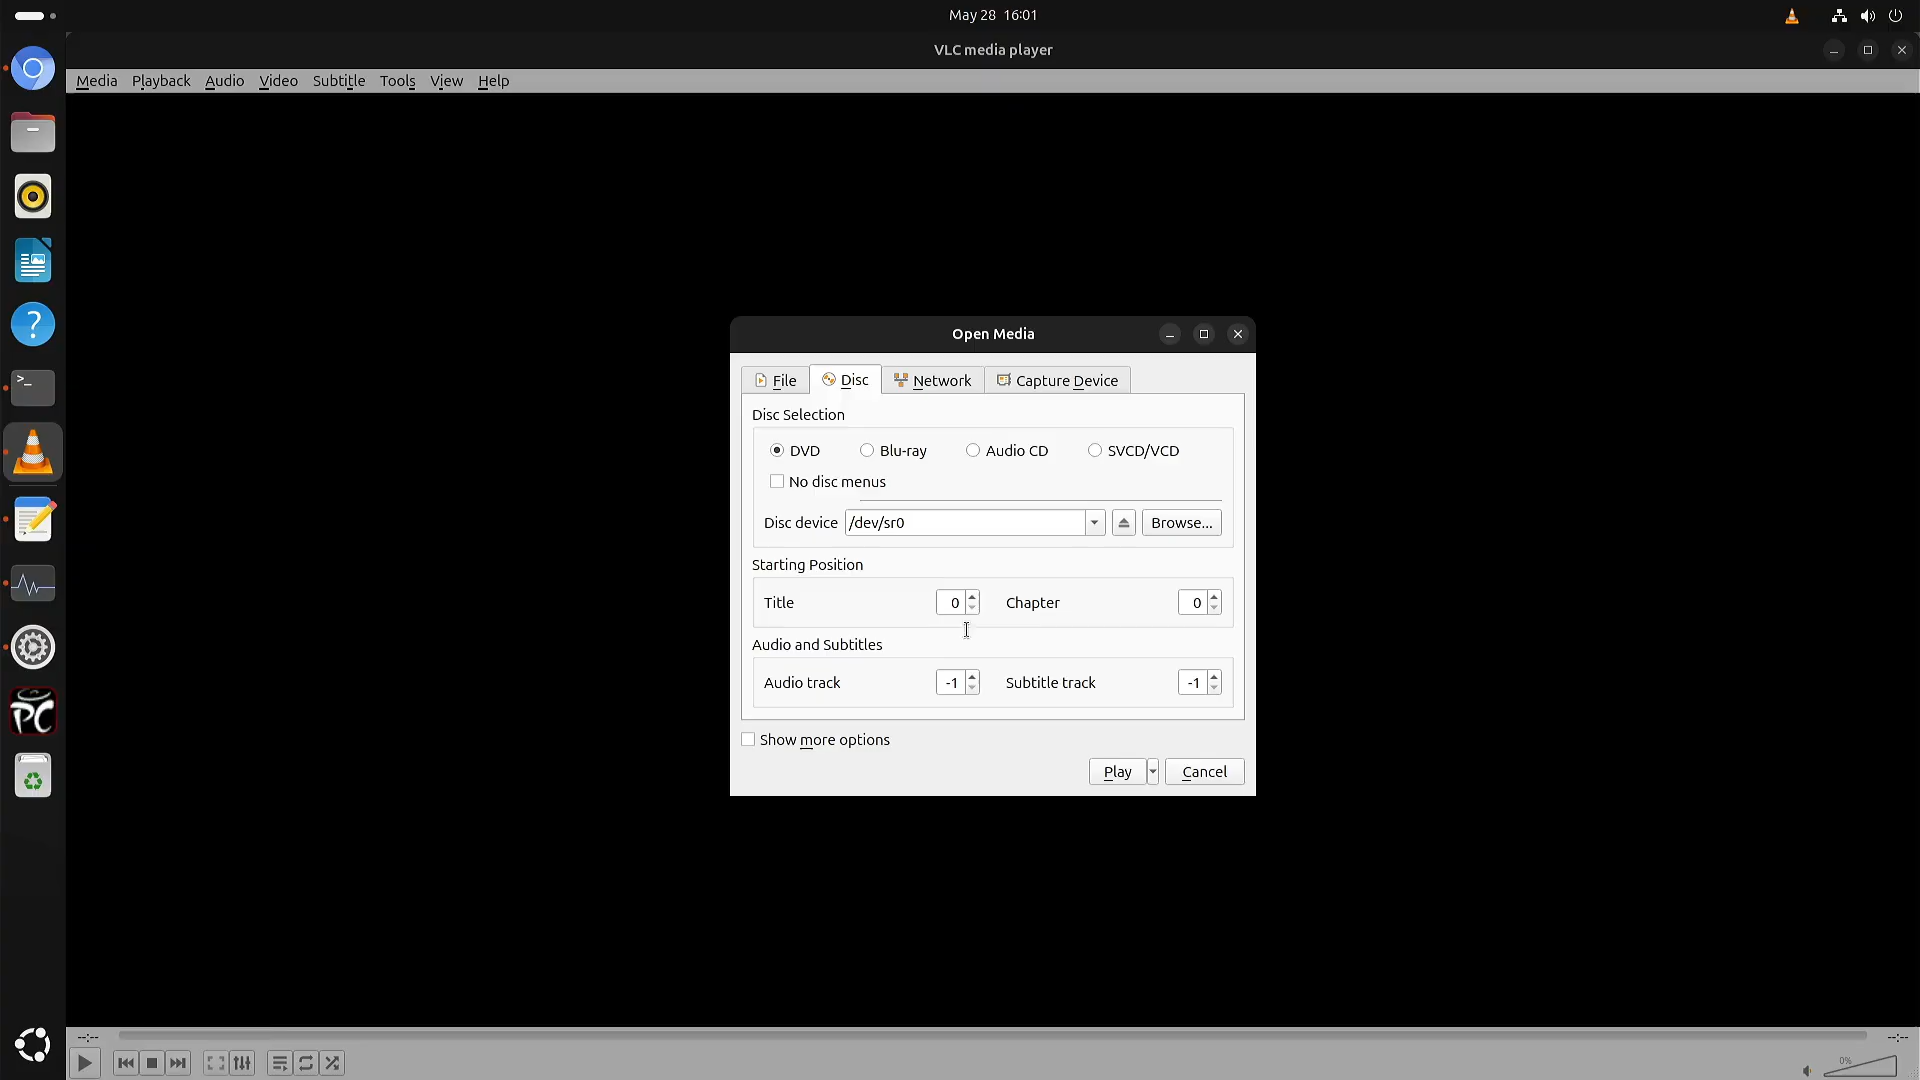 May 28 16:01
VLC media player
Media Playback Audio Video Subtitle Tools View Help
Open Media
File Disc Network Capture Device
Disc Selection
DVD Blu-ray Audio CD SVCD/VCD
No disc menus
Disc device /dev/sr0 Browse...
Starting Position
Title 0 Chapter 0
Audio and Subtitles
Audio track -1 Subtitle track -1
Show more options
Play Cancel
--:-- --:--
0%
>_
?
PC